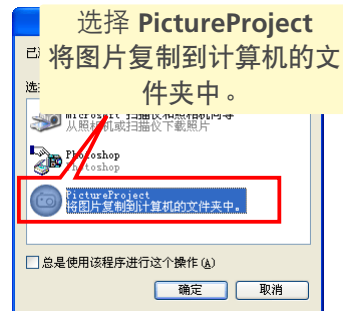 选择 PictureProject
将图片复制到计算机的文
件夹中。
已
选
Microsoft 扫描仪和照相机向导
从照相机或扫描仪下载照片
Photoshop
Photoshop
PictureProject
将图片复制到计算机的文件夹中。
总是使用该程序进行这个操作(A)
确定
取消